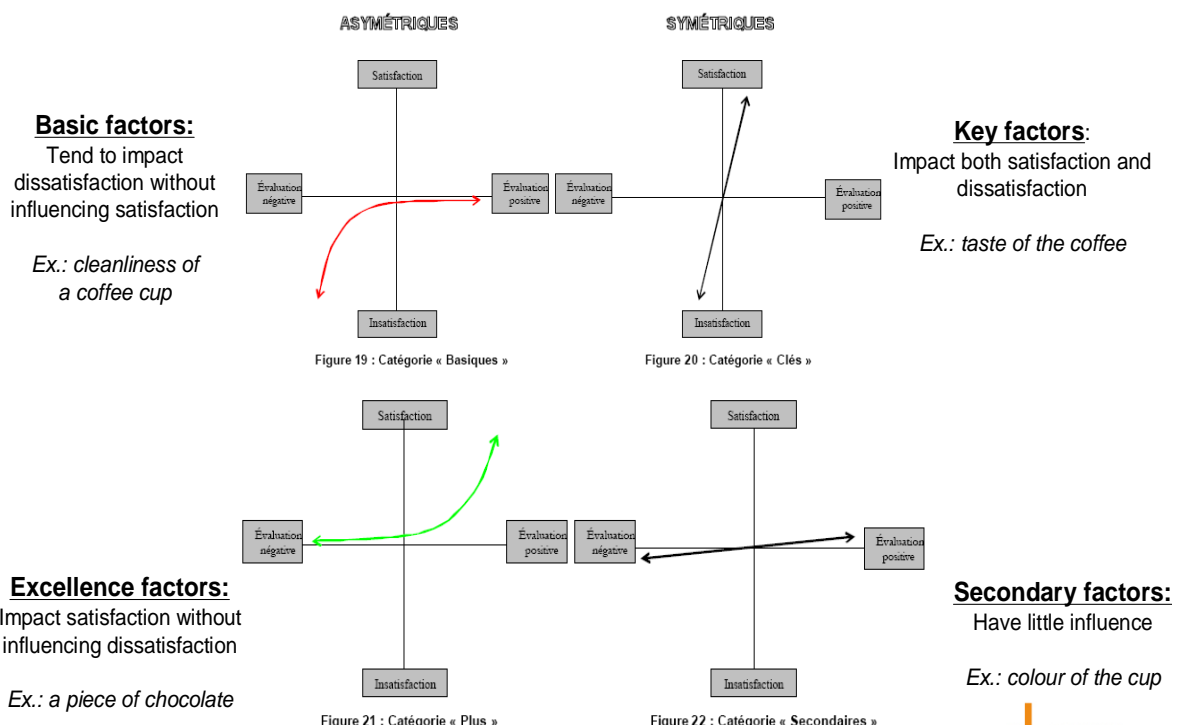 ASYMÉTRIQUES
SYMÉTRIQUES
Basic factors:
Tend to impact
dissatisfaction without
influencing satisfaction
Ex.: cleanliness of
a coffee cup
Satisfaction
Évaluation
négative
Évaluation
positive
Insatisfaction
Figure 19 : Catégorie « Basiques »
Satisfaction
Évaluation
négative
Évaluation
positive
Insatisfaction
Figure 20 : Catégorie « Clés »
Key factors:
Impact both satisfaction and
dissatisfaction
Ex.: taste of the coffee
Excellence factors:
Impact satisfaction without
influencing dissatisfaction
Ex.: a piece of chocolate
Satisfaction
Évaluation
négative
Évaluation
positive
Insatisfaction
Figure 21 : Catégorie « Plus »
Satisfaction
Évaluation
négative
Évaluation
positive
Insatisfaction
Figure 22 : Catégorie « Secondaires »
Secondary factors:
Have little influence
Ex.: colour of the cup